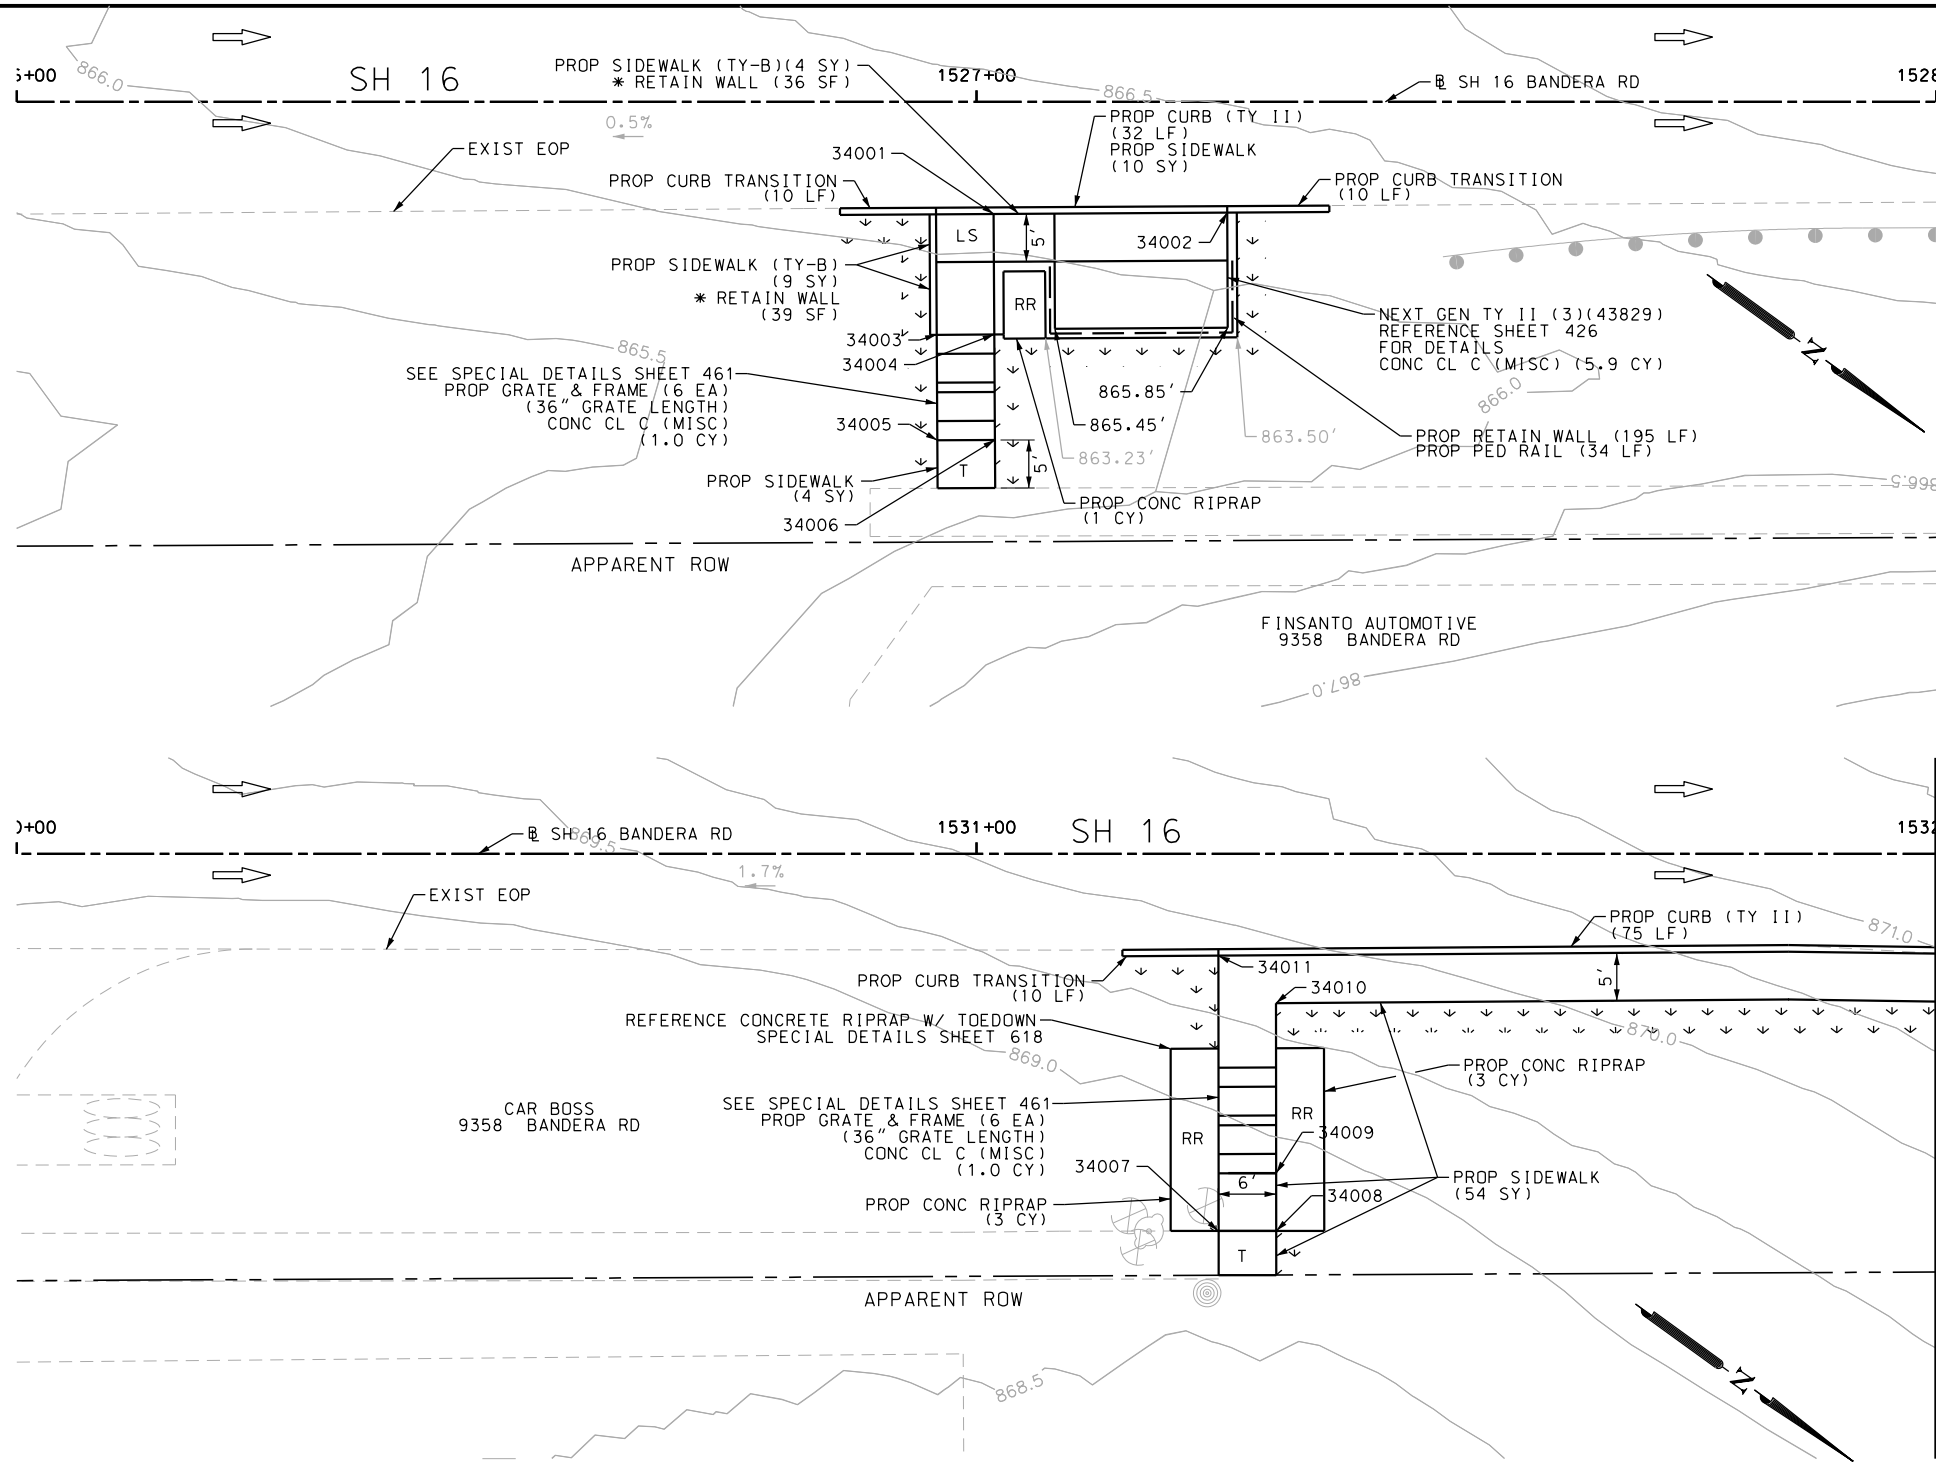 SH 16
1527+00
1528
PROP SIDEWALK (TY-B)(4 SY)
* RETAIN WALL (36 SF)
866.0
866.5
℄ SH 16 BANDERA RD
0.5%
EXIST EOP
34001
PROP CURB (TY II)
(32 LF)
PROP SIDEWALK
(10 SY)
PROP CURB TRANSITION
(10 LF)
PROP CURB TRANSITION
(10 LF)
LS
5'
34002
PROP SIDEWALK (TY-B)
(9 SY)
* RETAIN WALL
(39 SF)
RR
NEXT GEN TY II (3)(43829)
REFERENCE SHEET 426
FOR DETAILS
CONC CL C (MISC) (5.9 CY)
N
34003
34004
865.5
SEE SPECIAL DETAILS SHEET 461
PROP GRATE & FRAME (6 EA)
(36" GRATE LENGTH)
CONC CL C (MISC)
(1.0 CY)
865.85'
866.0
34005
865.45'
863.23'
863.50'
PROP RETAIN WALL (195 LF)
PROP PED RAIL (34 LF)
PROP SIDEWALK
(4 SY)
T
5'
866.5
34006
PROP CONC RIPRAP
(1 CY)
APPARENT ROW
FINSANTO AUTOMOTIVE
9358 BANDERA RD
867.0
1531+00
SH 16
1532
℄ SH 16 BANDERA RD
869.5
1.7%
EXIST EOP
PROP CURB (TY II)
(75 LF)
871.0
34011
5'
PROP CURB TRANSITION
(10 LF)
34010
REFERENCE CONCRETE RIPRAP W/ TOEDOWN
SPECIAL DETAILS SHEET 618
870.0
869.0
PROP CONC RIPRAP
(3 CY)
CAR BOSS
9358 BANDERA RD
SEE SPECIAL DETAILS SHEET 461
PROP GRATE & FRAME (6 EA)
(36" GRATE LENGTH)
CONC CL C (MISC)
(1.0 CY)
RR
RR
34009
34007
6'
34008
PROP SIDEWALK
(54 SY)
PROP CONC RIPRAP
(3 CY)
T
APPARENT ROW
868.5
N